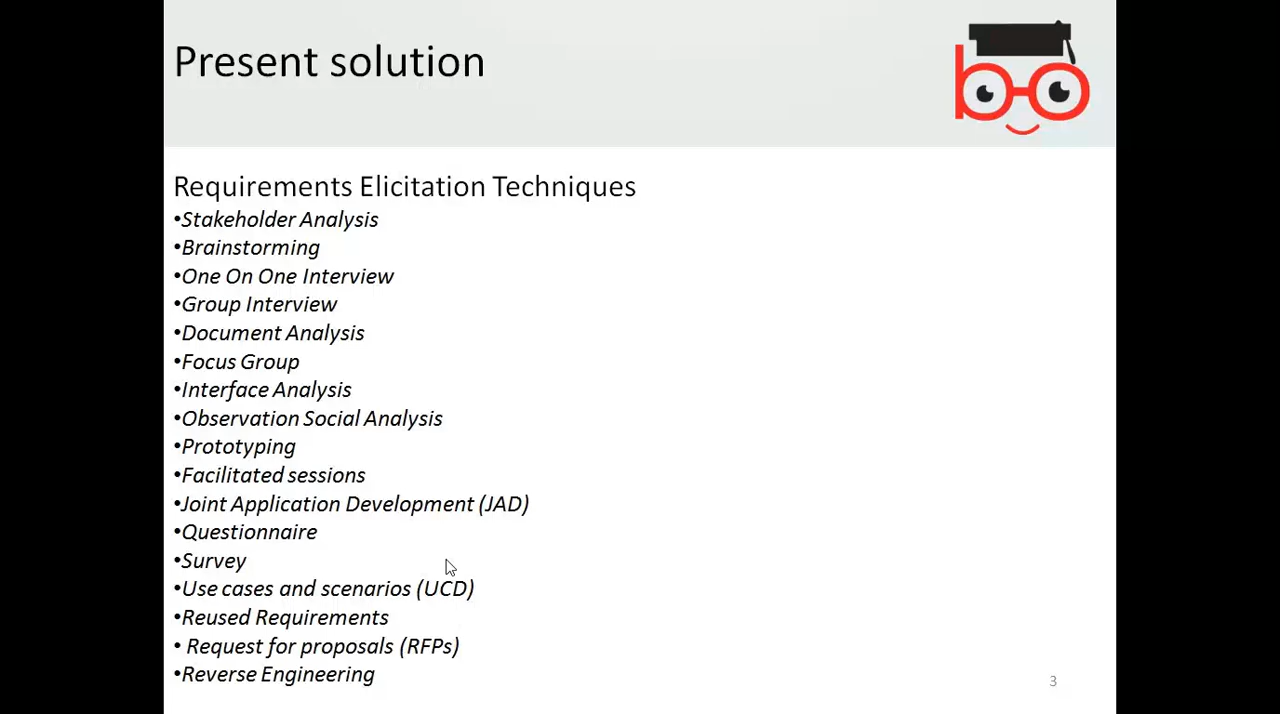 Present solution
Requirements Elicitation Techniques
•Stakeholder Analysis
•Brainstorming
•One On One Interview
•Group Interview
•Document Analysis
•Focus Group
•Interface Analysis
•Observation Social Analysis
•Prototyping
•Facilitated sessions
•Joint Application Development (JAD)
•Questionnaire
•Survey
•Use cases and scenarios (UCD)
•Reused Requirements
• Request for proposals (RFPs)
•Reverse Engineering
3